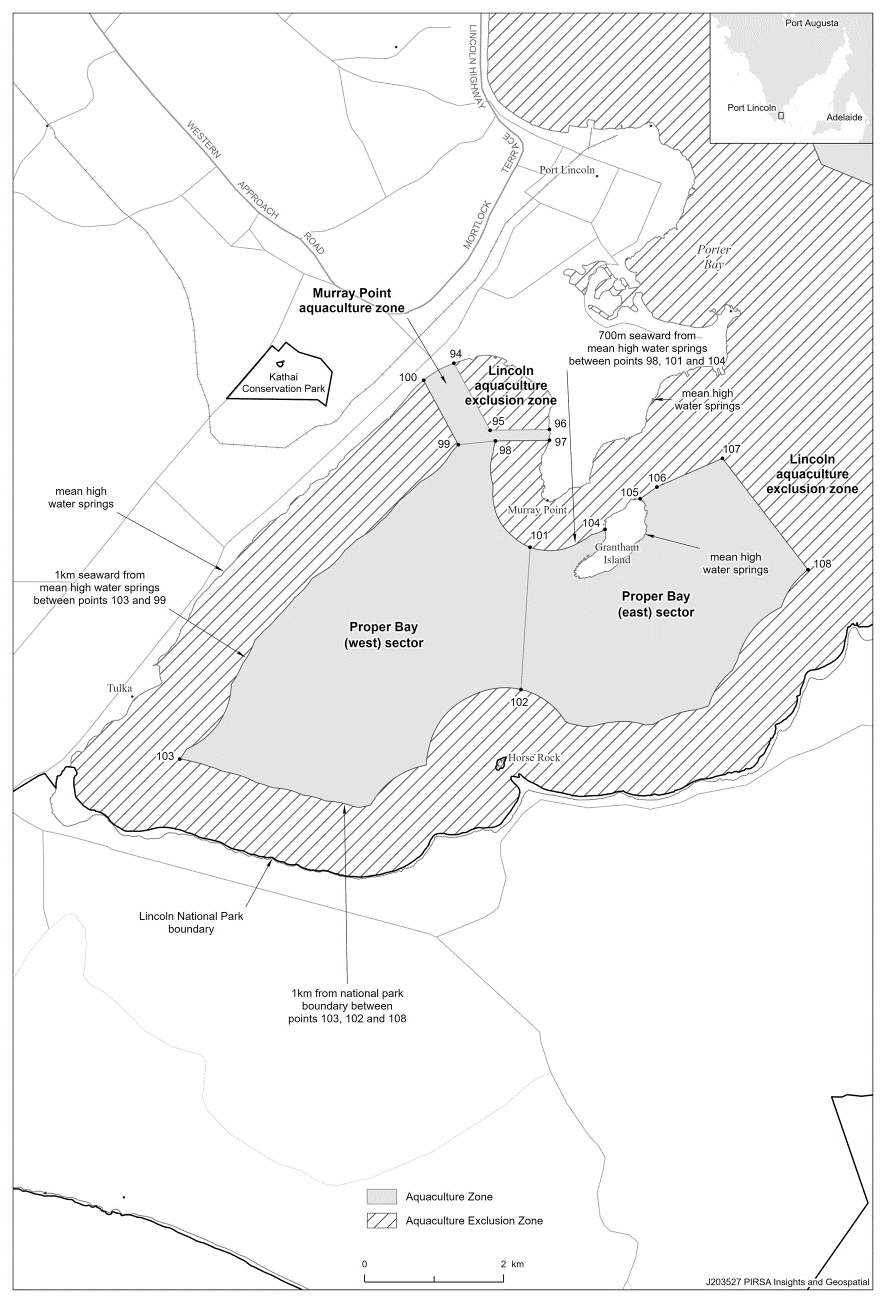 Port Augusta
Port Lincoln
Adelaide
LINCOLN HIGHWAY
TERRACE
MORTLOCK
WESTERN
APPROACH
ROAD
Port Lincoln
Porter
Bay
Murray Point
aquaculture zone
700m seaward from
mean high water springs
between points 98, 101 and 104
94
100
Lincoln
aquaculture
exclusion zone
Kathai
Conservation Park
mean high
water springs
95
96
97
98
99
107
106
105
Lincoln
aquaculture
exclusion zone
mean high
water springs
Murray Point
104
101
Grantham
Island
mean high
water springs
108
1km seaward from
mean high water springs
between points 103 and 99
Proper Bay
(west) sector
Proper Bay
(east) sector
Tulka
102
103
Horse Rock
Lincoln National Park
boundary
1km from national park
boundary between
points 103, 102 and 108
Aquaculture Zone
Aquaculture Exclusion Zone
0 2 km
J203527 PIRSA Insights and Geospatial